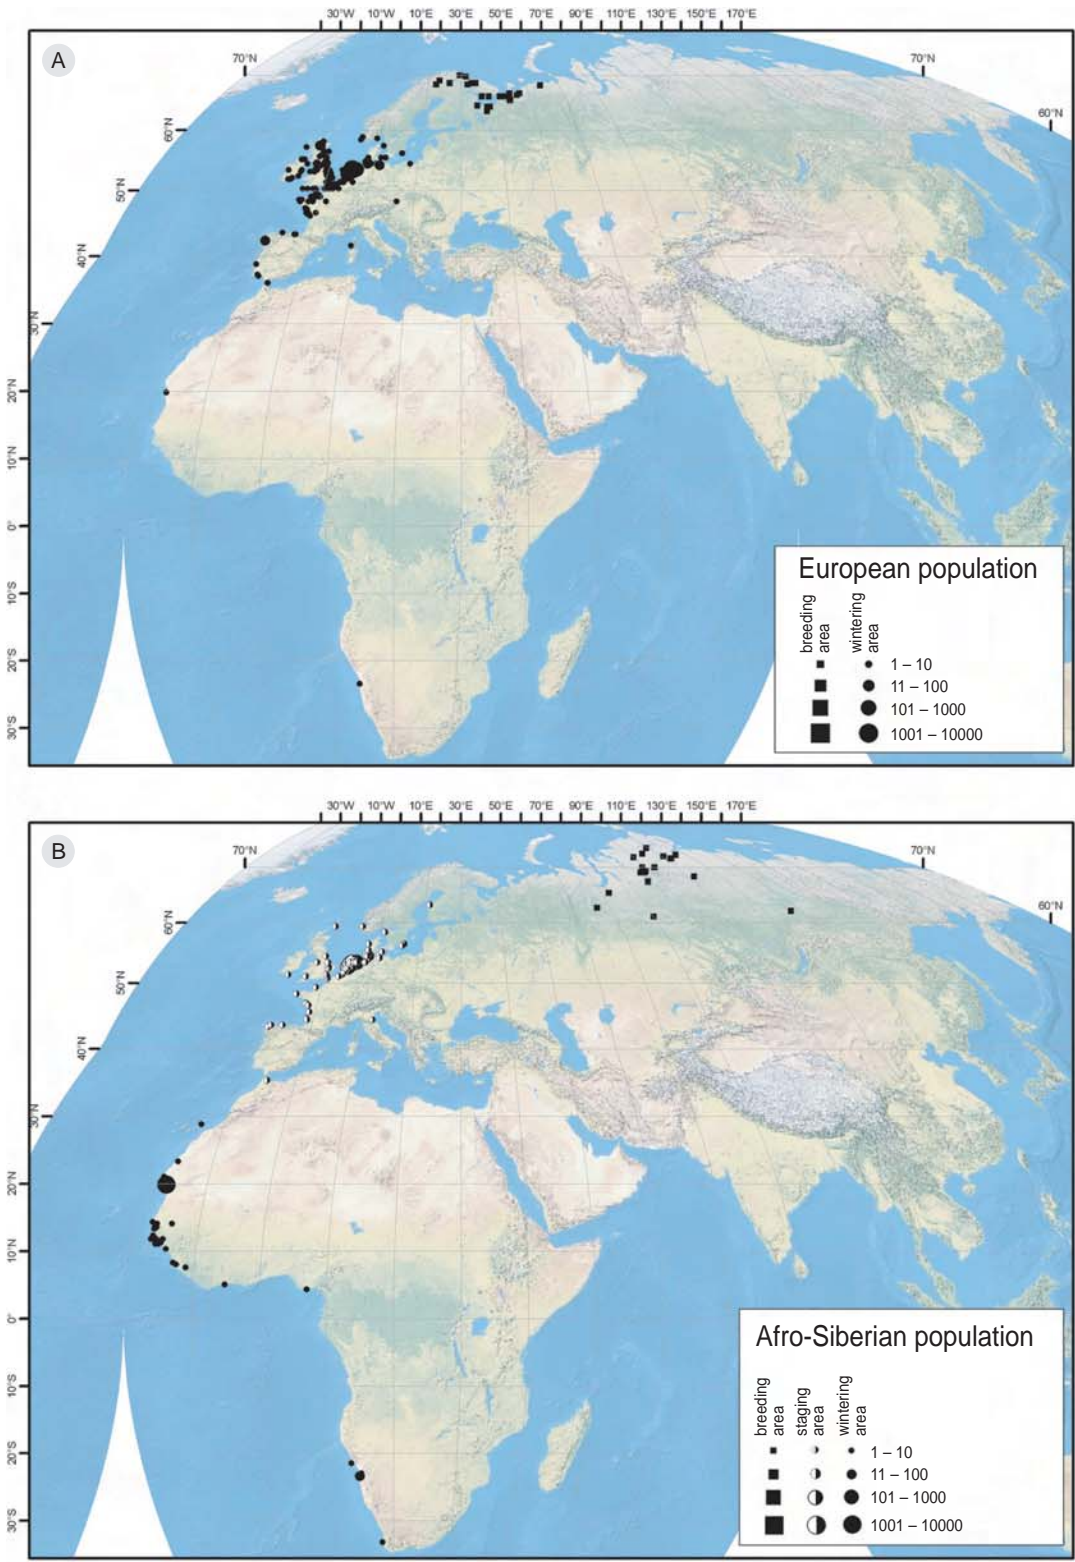 30°W 10°W 10°E 30°E 50°E 70°E 90°E 110°E 130°E 150°E 170°E
A
70°N
70°N
60°N
60°N
50°N
40°N
30°N
20°N
10°N
0°
10°S
20°S
30°S
European population
breeding area
wintering area
1 – 10
11 – 100
101 – 1000
1001 – 10000
30°W 10°W 10°E 30°E 50°E 70°E 90°E 110°E 130°E 150°E 170°E
B
70°N
70°N
60°N
60°N
50°N
40°N
30°N
20°N
10°N
0°
10°S
20°S
30°S
Afro-Siberian population
breeding area
staging area
wintering area
1 – 10
11 – 100
101 – 1000
1001 – 10000